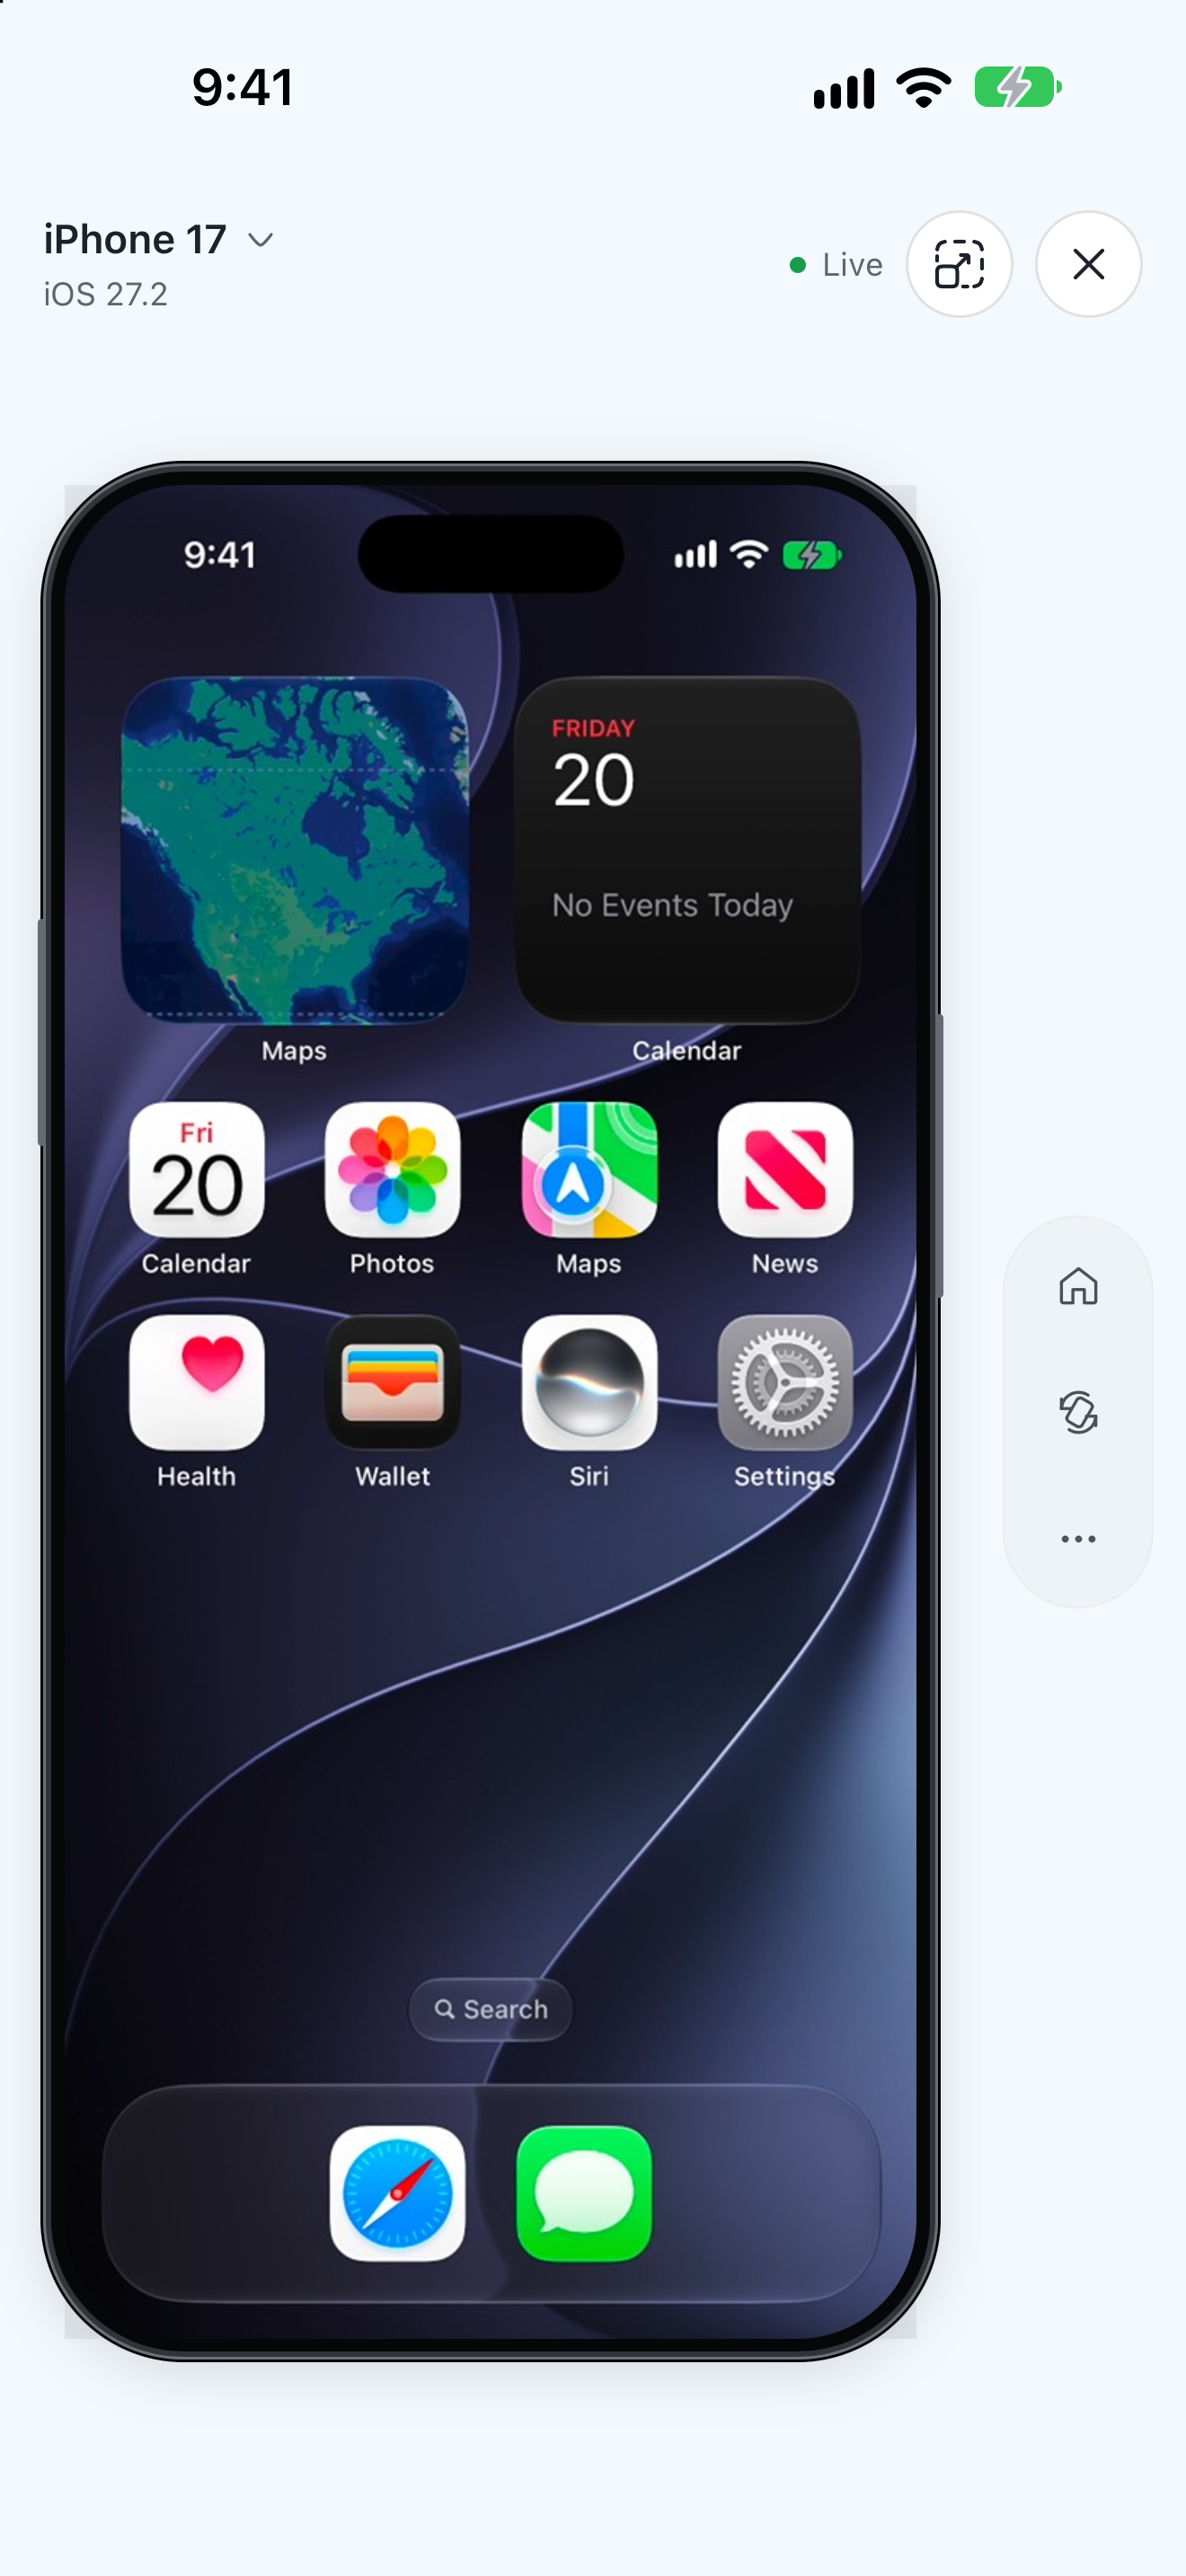 9:41
iPhone 17
iOS 27.2
Live
9:41
FRIDAY
20
No Events Today
Maps
Calendar
Fri
20
Calendar
Photos
Maps
News
Health
Wallet
Siri
Settings
Search